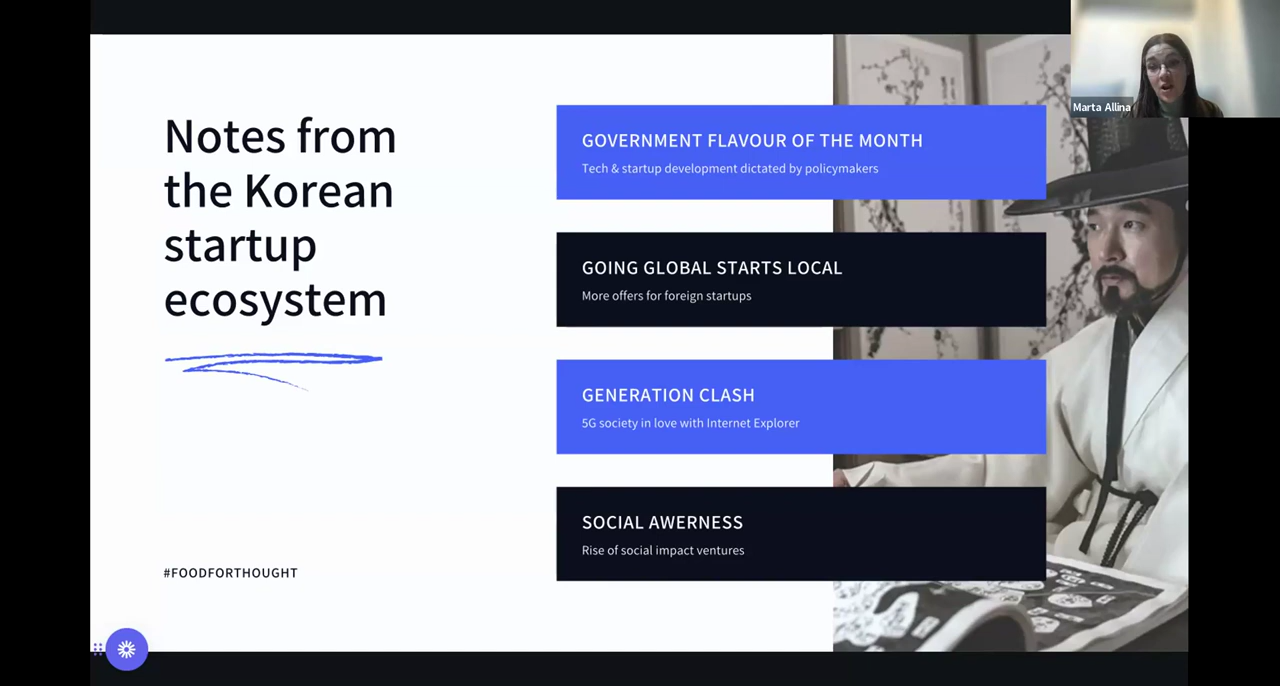 Notes from
the Korean
startup
ecosystem
#FOODFORTHOUGHT
GOVERNMENT FLAVOUR OF THE MONTH
Tech & startup development dictated by policymakers
GOING GLOBAL STARTS LOCAL
More offers for foreign startups
GENERATION CLASH
5G society in love with Internet Explorer
SOCIAL AWERNESS
Rise of social impact ventures
Marta Allina